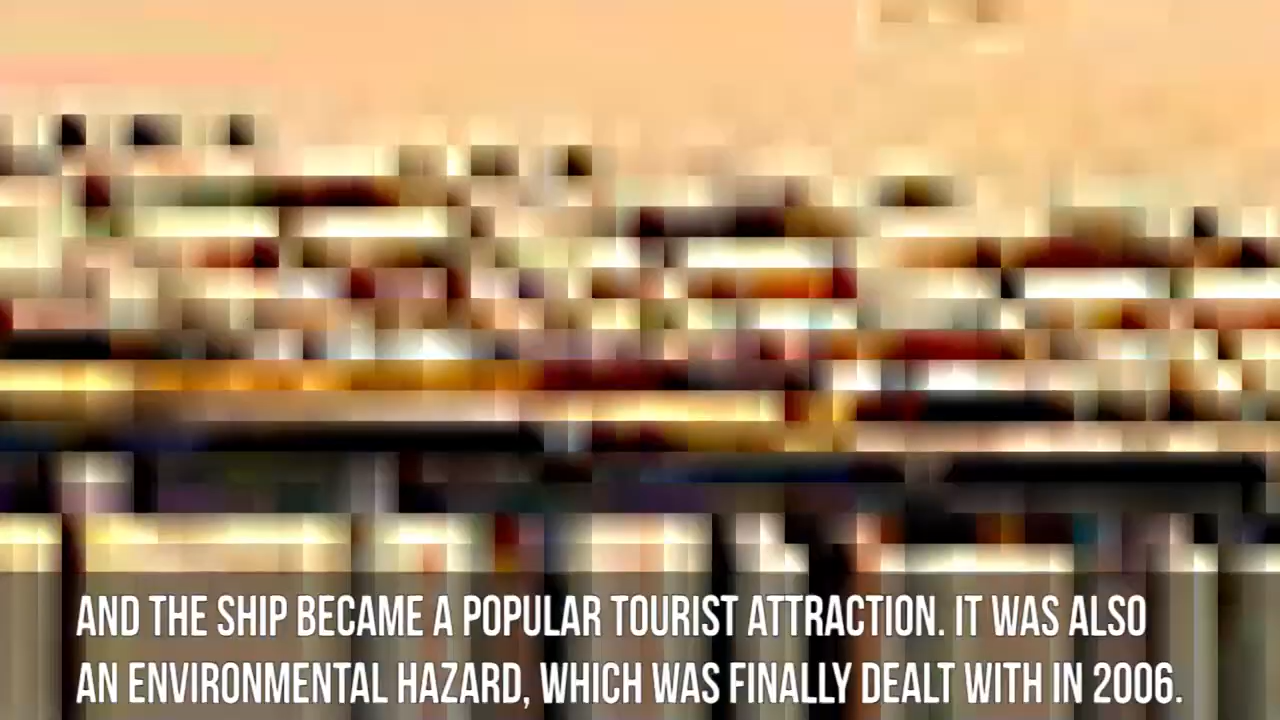 AND THE SHIP BECAME A POPULAR TOURIST ATTRACTION. IT WAS ALSO
AN ENVIRONMENTAL HAZARD, WHICH WAS FINALLY DEALT WITH IN 2006.